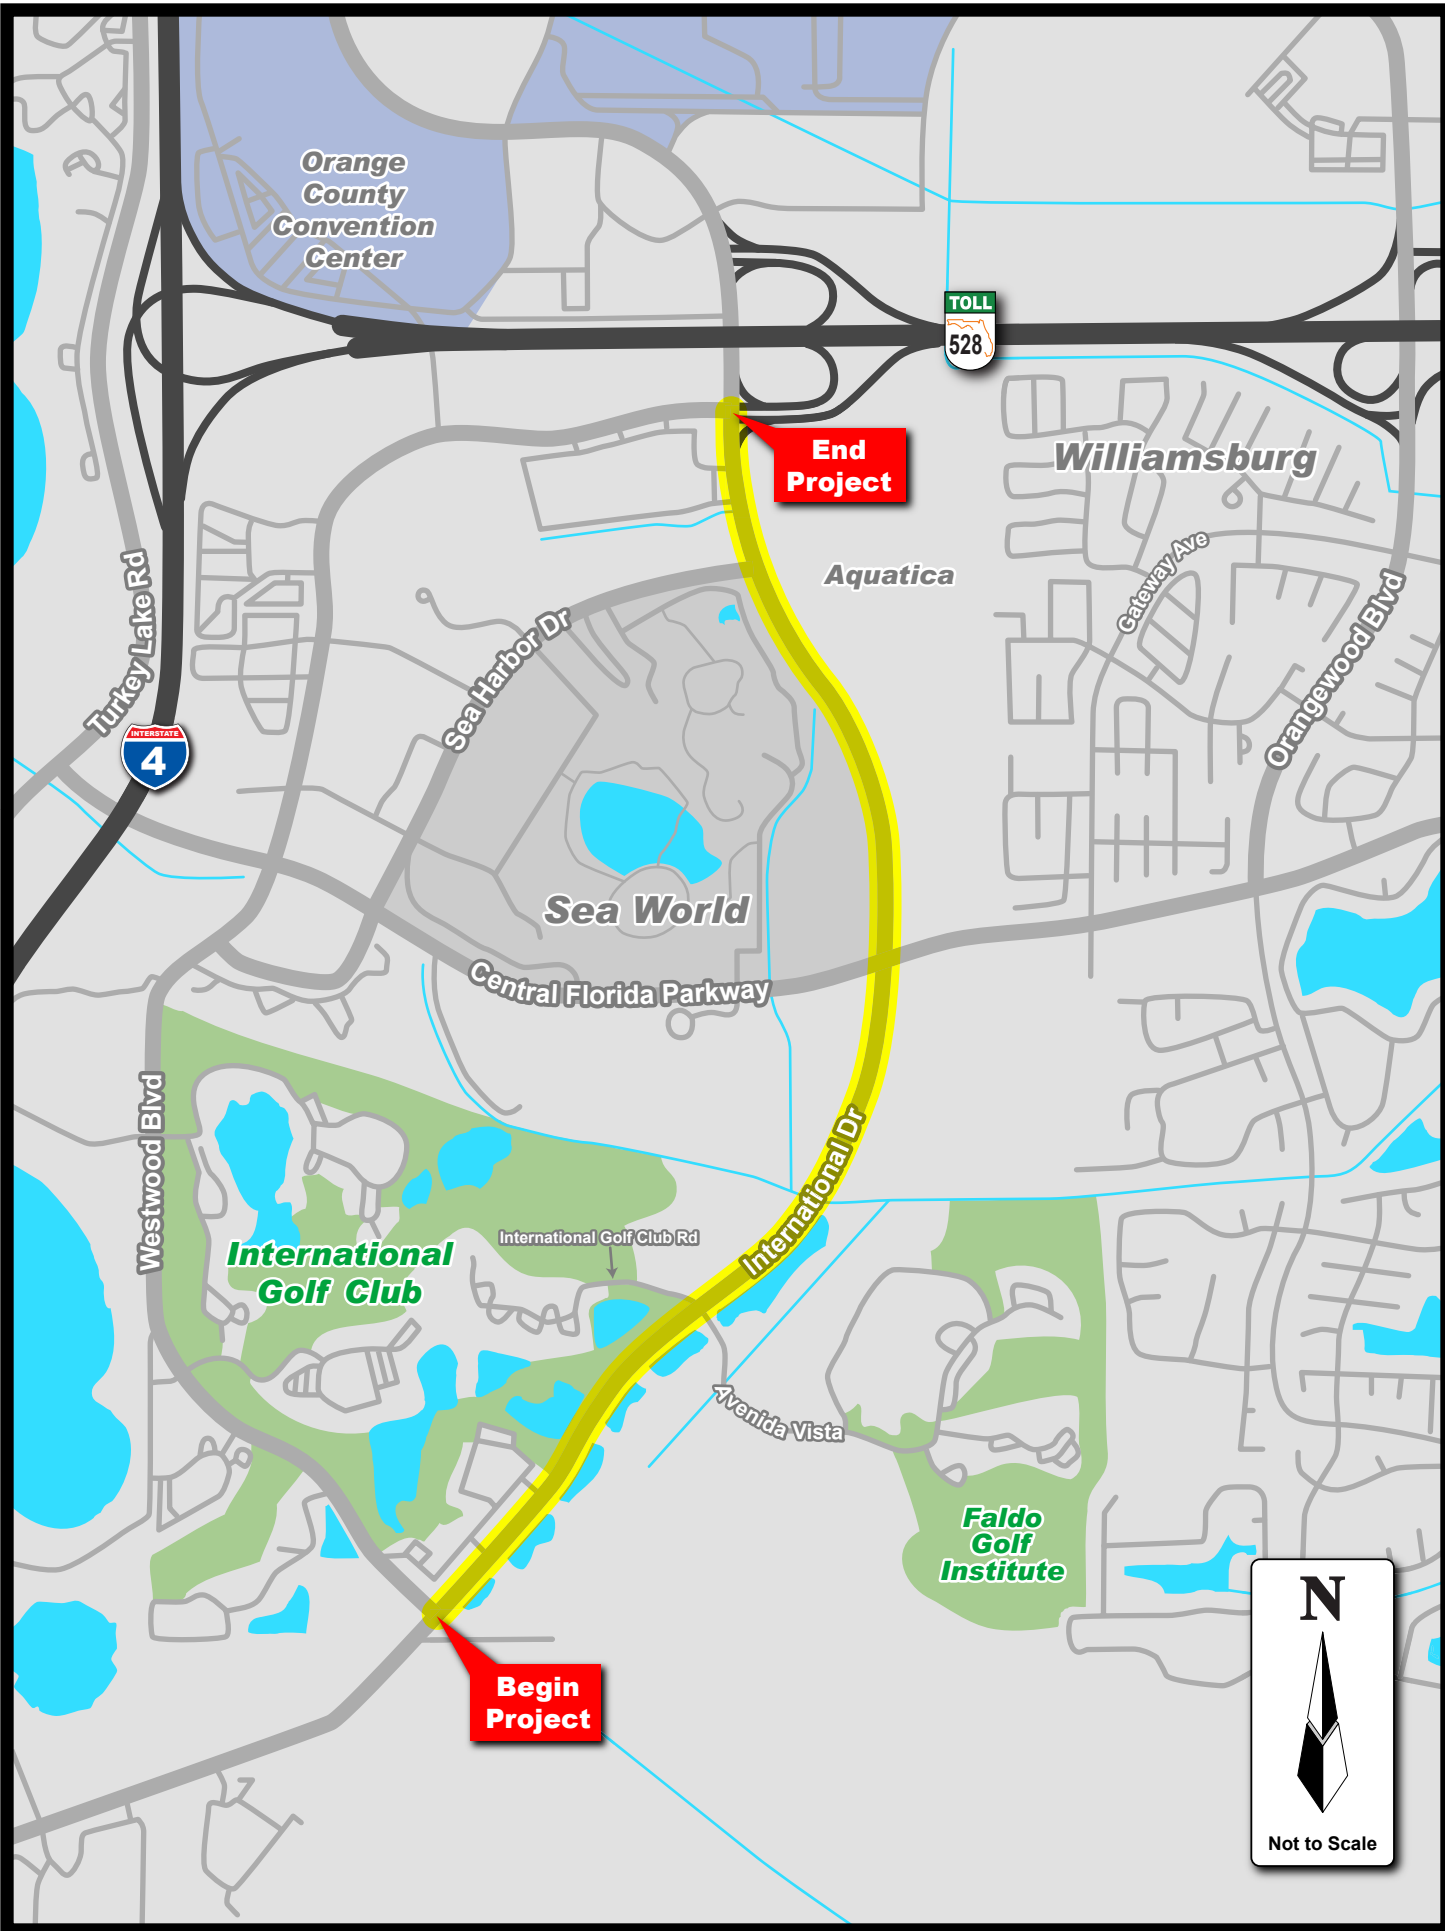 Orange
County
Convention
Center
TOLL
528
End
Project
Williamsburg
Aquatica
Gateway Ave
Turkey Lake Rd
Sea Harbor Dr
Orangewood Blvd
INTERSTATE
4
Sea World
Central Florida Parkway
Westwood Blvd
International Dr
International Golf Club Rd
International
Golf Club
Avenida Vista
Faldo
Golf
Institute
Begin
Project
N
Not to Scale